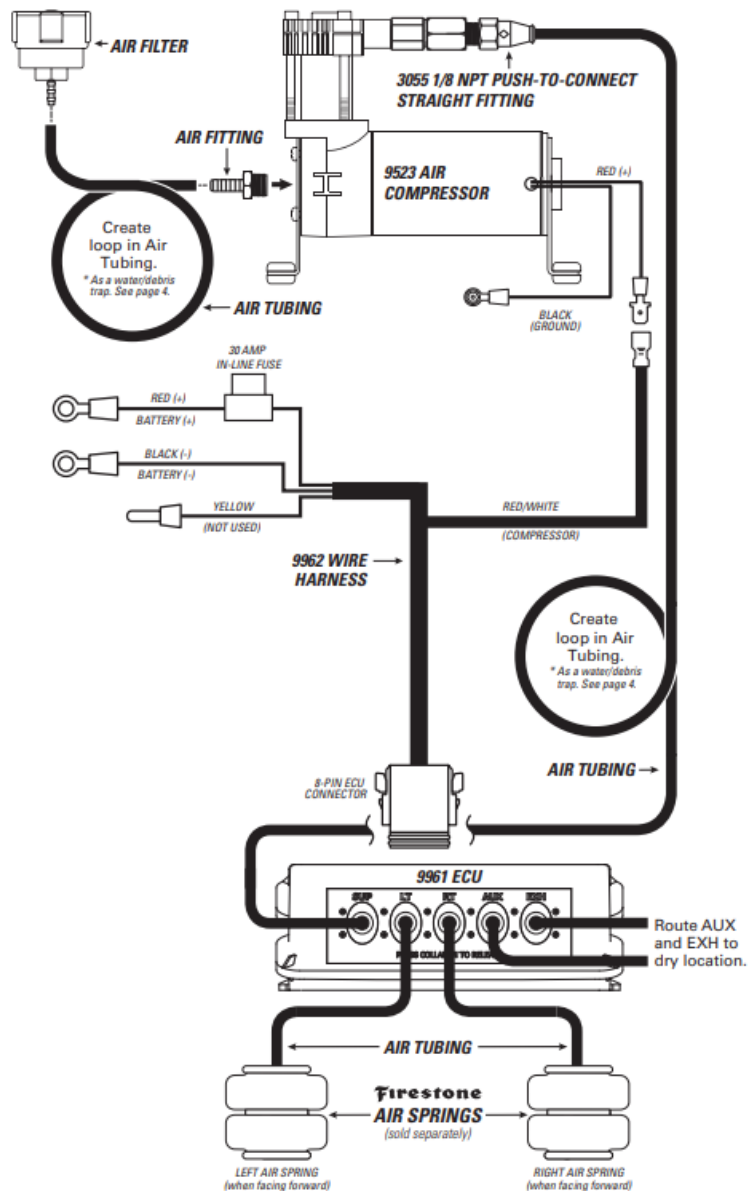 AIR FILTER
3055 1/8 NPT PUSH-TO-CONNECT
STRAIGHT FITTING
AIR FITTING
9523 AIR
COMPRESSOR
RED (+)
Create
loop in Air
Tubing.
* As a water/debris
trap. See page 4.
AIR TUBING
BLACK
(GROUND)
30 AMP
IN-LINE FUSE
RED (+)
BATTERY (+)
BLACK (-)
BATTERY (-)
YELLOW
(NOT USED)
RED/WHITE
(COMPRESSOR)
9962 WIRE
HARNESS
Create
loop in Air
Tubing.
* As a water/debris
trap. See page 4.
AIR TUBING
8-PIN ECU
CONNECTOR
9961 ECU
SUP LT RT AUX EXH
COLLA TO
Route AUX
and EXH to
dry location.
AIR TUBING
Firestone
AIR SPRINGS
(sold separately)
LEFT AIR SPRING
(when facing forward)
RIGHT AIR SPRING
(when facing forward)